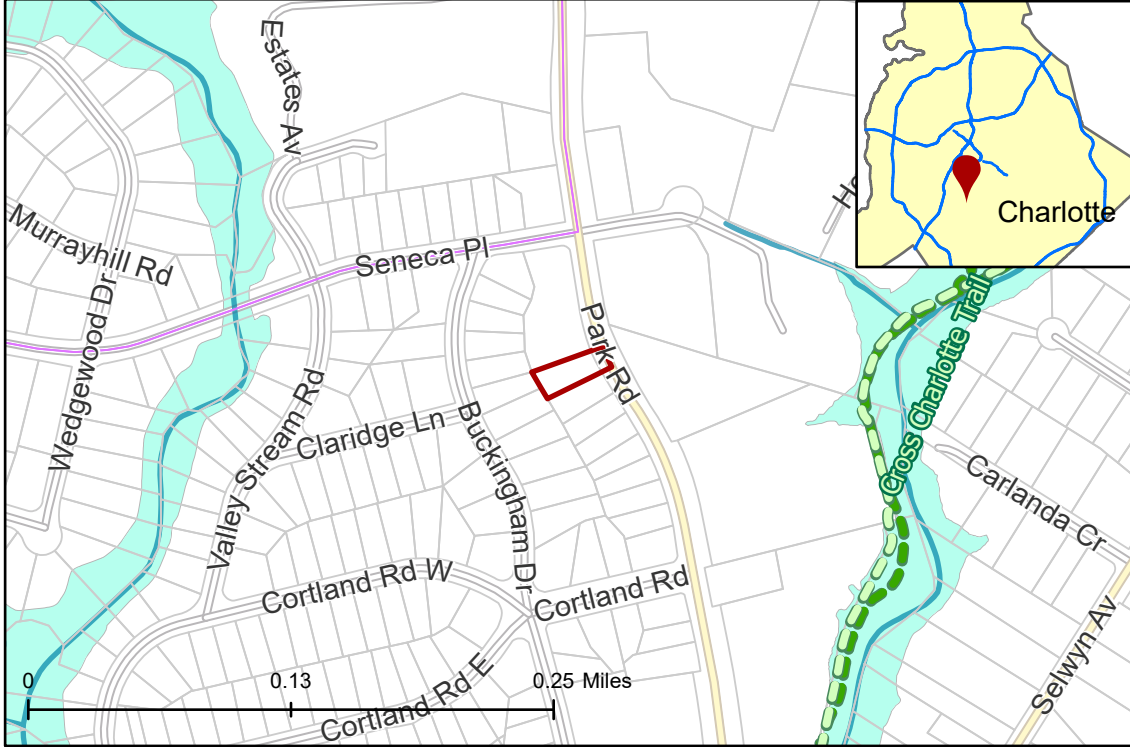 Estates Av
Murrayhill Rd
Wedgewood Dr
Seneca Pl
Park Rd
Charlotte
Cross Charlotte Trail
Valley Stream Rd
Claridge Ln
Buckingham Dr
Carlanda Cr
Cortland Rd W
Cortland Rd
Cortland Rd E
Selwyn Av
0 0.13 0.25 Miles